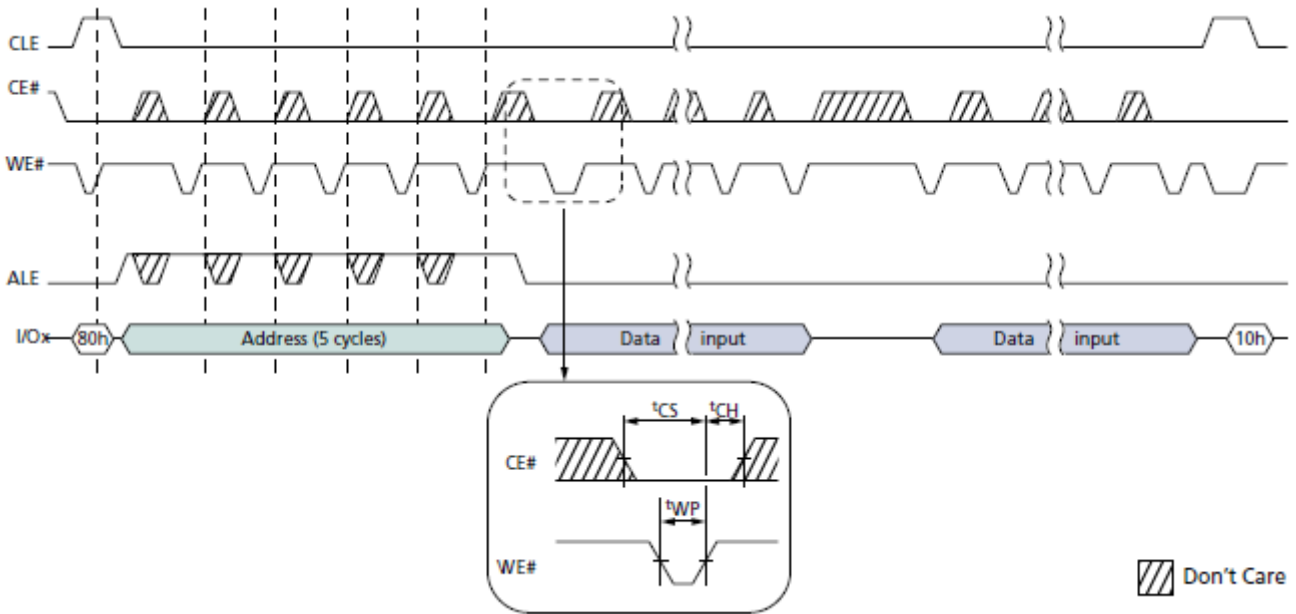 CLE
CE#
WE#
ALE
I/Ox 80h Address (5 cycles) Data input Data input 10h
tCS tCH
CE#
tWP
WE#
Don't Care